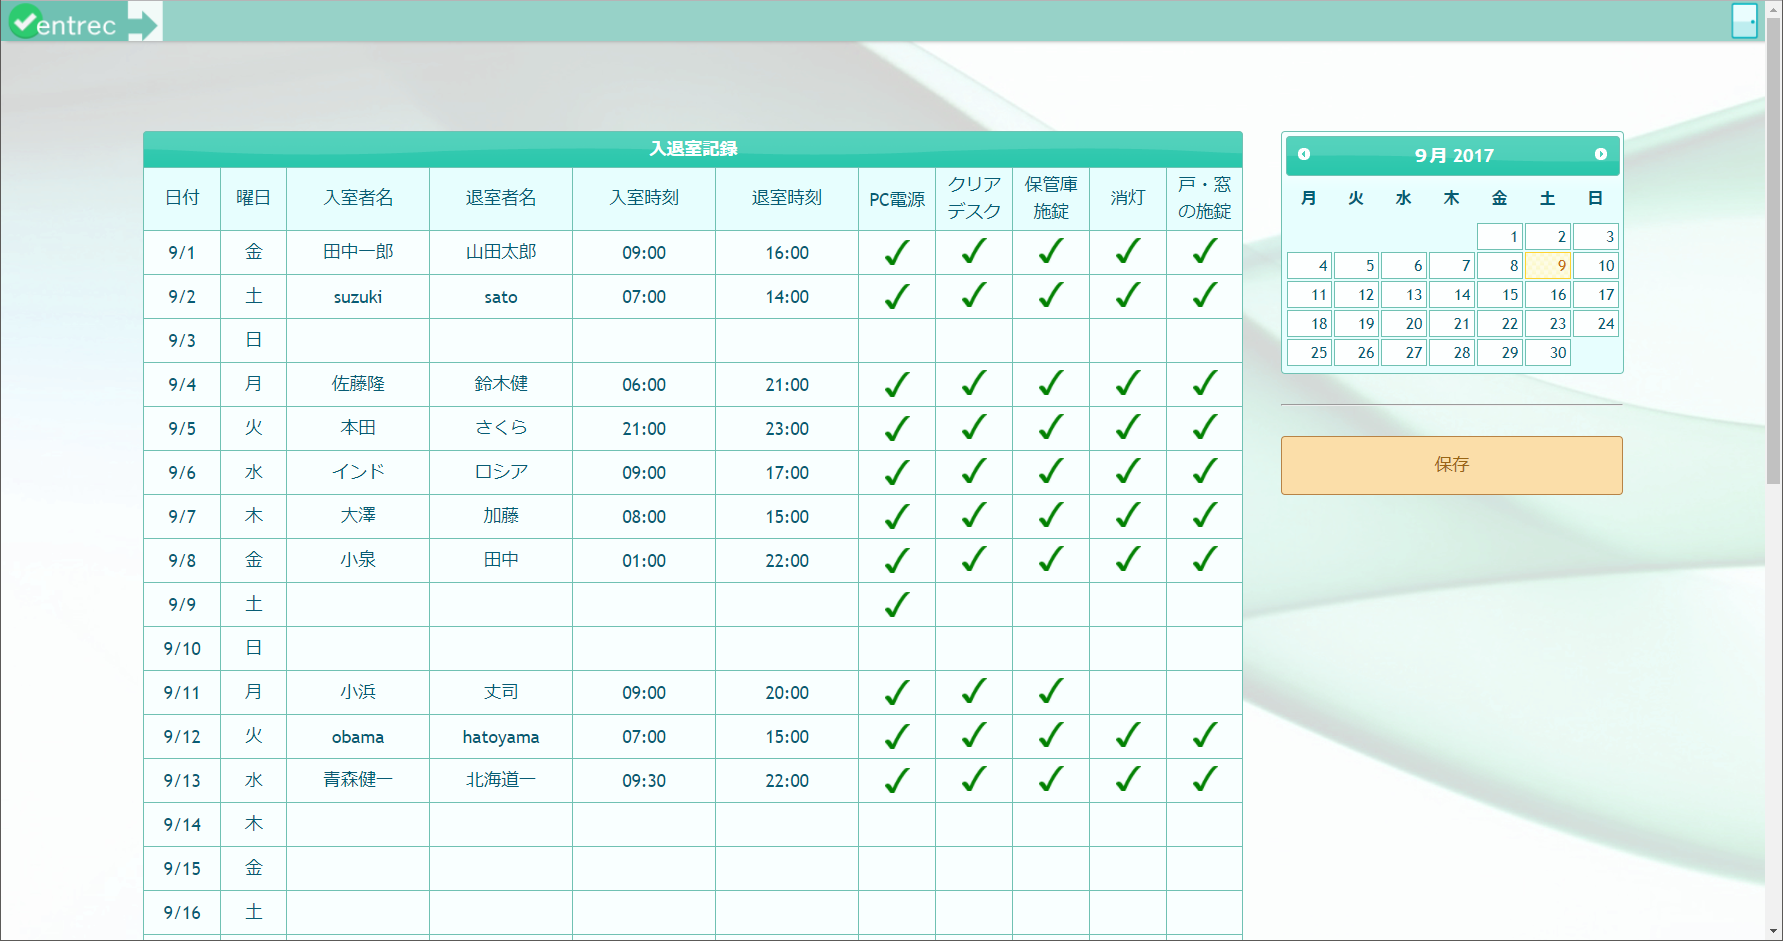 entrec
入退室記録
日付 曜日 入室者名 退室者名 入室時刻 退室時刻 PC電源 クリア デスク 保管庫 施錠 消灯 戸・窓 の施錠
9/1 金 田中一郎 山田太郎 09:00 16:00 ✓ ✓ ✓ ✓ ✓
9/2 土 suzuki sato 07:00 14:00 ✓ ✓ ✓ ✓ ✓
9/3 日
9/4 月 佐藤隆 鈴木健 06:00 21:00 ✓ ✓ ✓ ✓ ✓
9/5 火 本田 さくら 21:00 23:00 ✓ ✓ ✓ ✓ ✓
9/6 水 インド ロシア 09:00 17:00 ✓ ✓ ✓ ✓ ✓
9/7 木 大澤 加藤 08:00 15:00 ✓ ✓ ✓ ✓ ✓
9/8 金 小泉 田中 01:00 22:00 ✓ ✓ ✓ ✓ ✓
9/9 土 ✓
9/10 日
9/11 月 小浜 丈司 09:00 20:00 ✓ ✓ ✓
9/12 火 obama hatoyama 07:00 15:00 ✓ ✓ ✓ ✓ ✓
9/13 水 青森健一 北海道一 09:30 22:00 ✓ ✓ ✓ ✓ ✓
9/14 木
9/15 金
9/16 土
9月 2017
月 火 水 木 金 土 日
1 2 3
4 5 6 7 8 9 10
11 12 13 14 15 16 17
18 19 20 21 22 23 24
25 26 27 28 29 30
保存